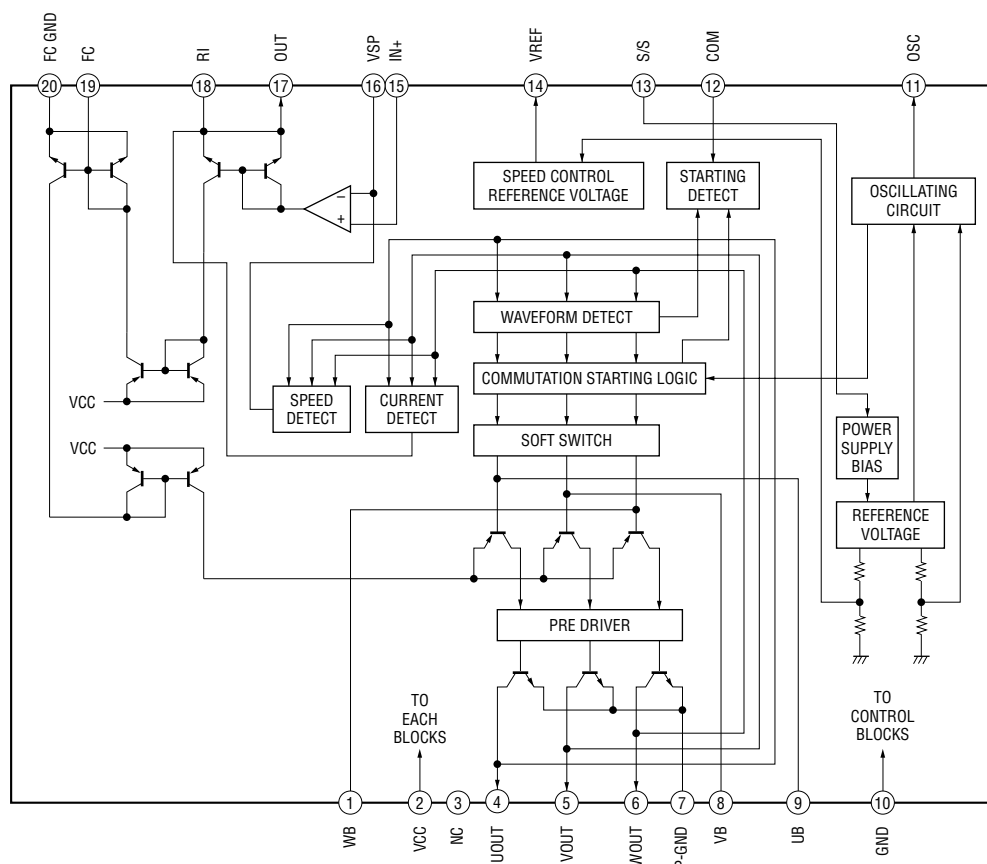 FC GND
FC
RI
OUT
VSP
IN+
VREF
S/S
COM
OSC
20
19
18
17
16
15
14
13
12
11
SPEED CONTROL
REFERENCE VOLTAGE
STARTING
DETECT
OSCILLATING
CIRCUIT
−
+
WAVEFORM DETECT
COMMUTATION STARTING LOGIC
VCC
SPEED
DETECT
CURRENT
DETECT
SOFT SWITCH
POWER
SUPPLY
BIAS
VCC
REFERENCE
VOLTAGE
PRE DRIVER
TO
EACH
BLOCKS
TO
CONTROL
BLOCKS
1
2
3
4
5
6
7
8
9
10
WB
VCC
NC
UOUT
VOUT
WOUT
P-GND
VB
UB
GND